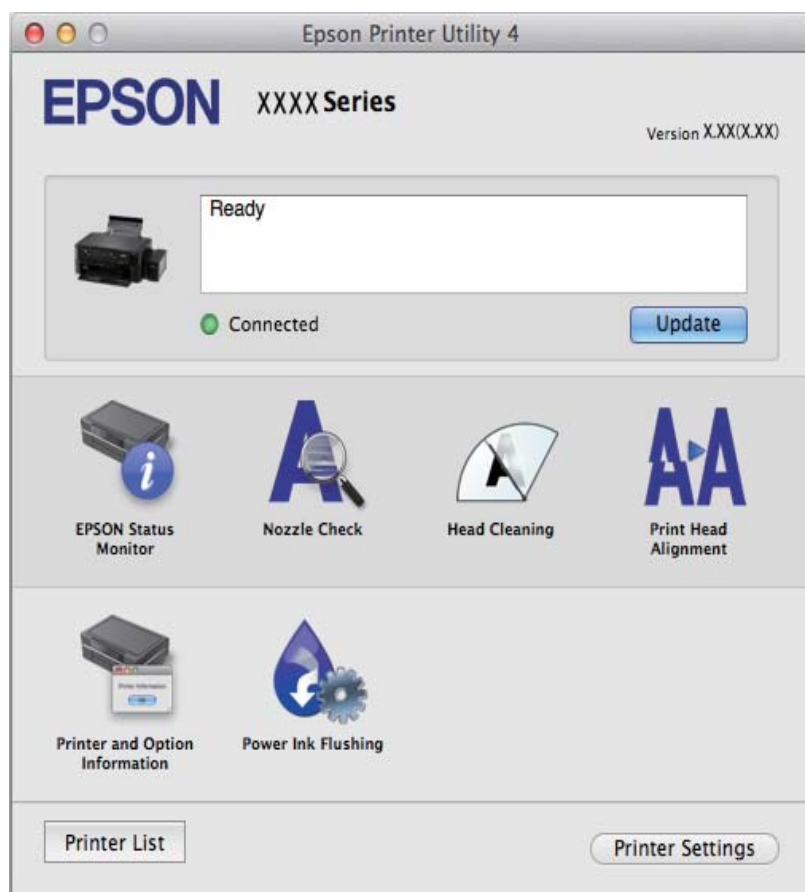 Epson Printer Utility 4
EPSON XXXX Series
Version X.XX(X.XX)
Ready
Connected
Update
EPSON Status
Monitor
Nozzle Check
Head Cleaning
Print Head
Alignment
Printer and Option
Information
Power Ink Flushing
Printer List
Printer Settings